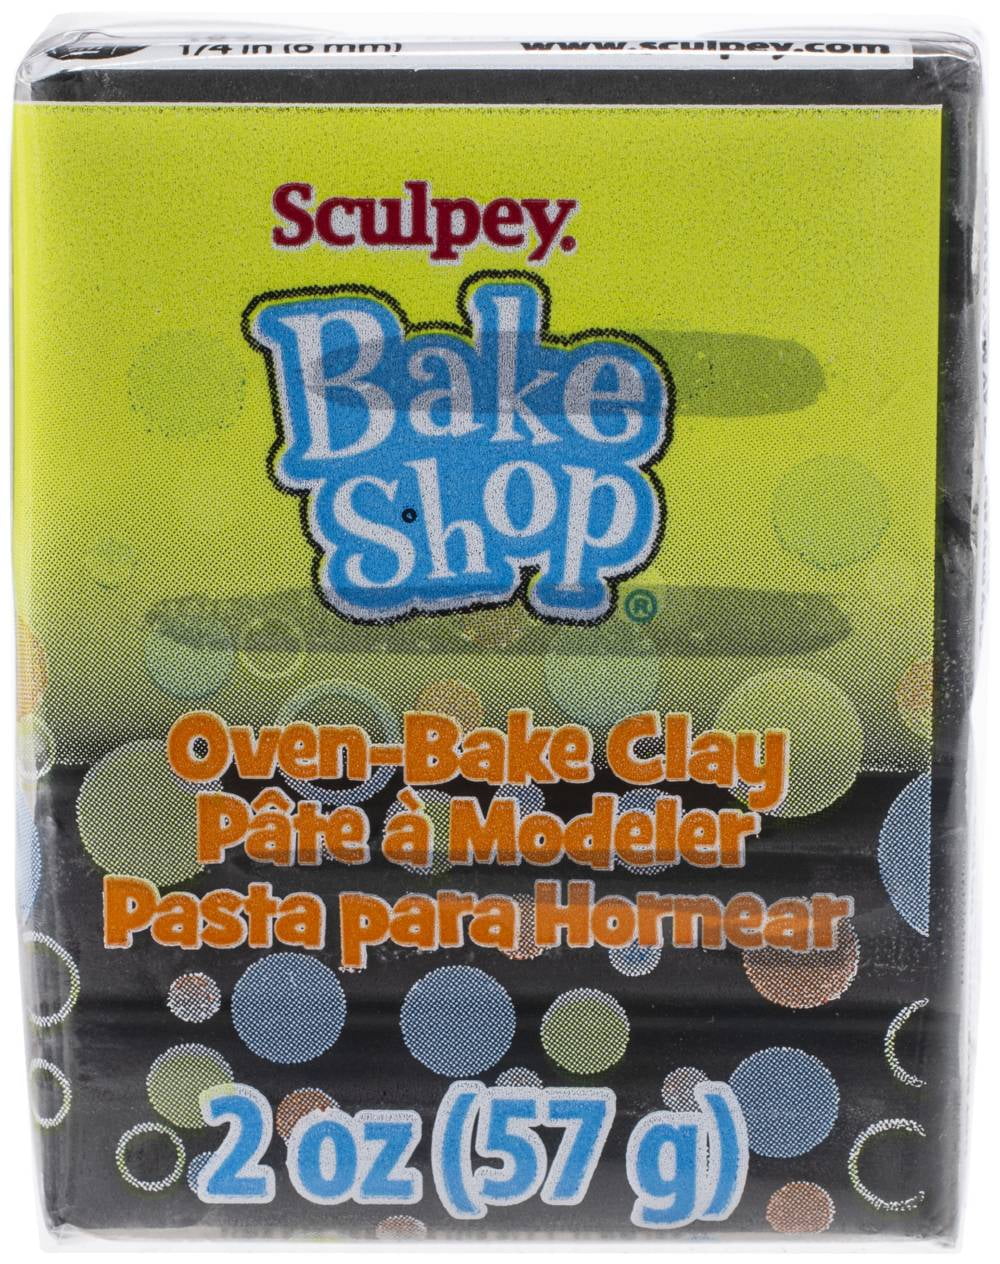 1/4 in (6 mm) www.sculpey.com
Sculpey.
Bake
Shop®
Oven-Bake Clay
Pâte à Modeler
Pasta para Hornear
2 oz (57 g)